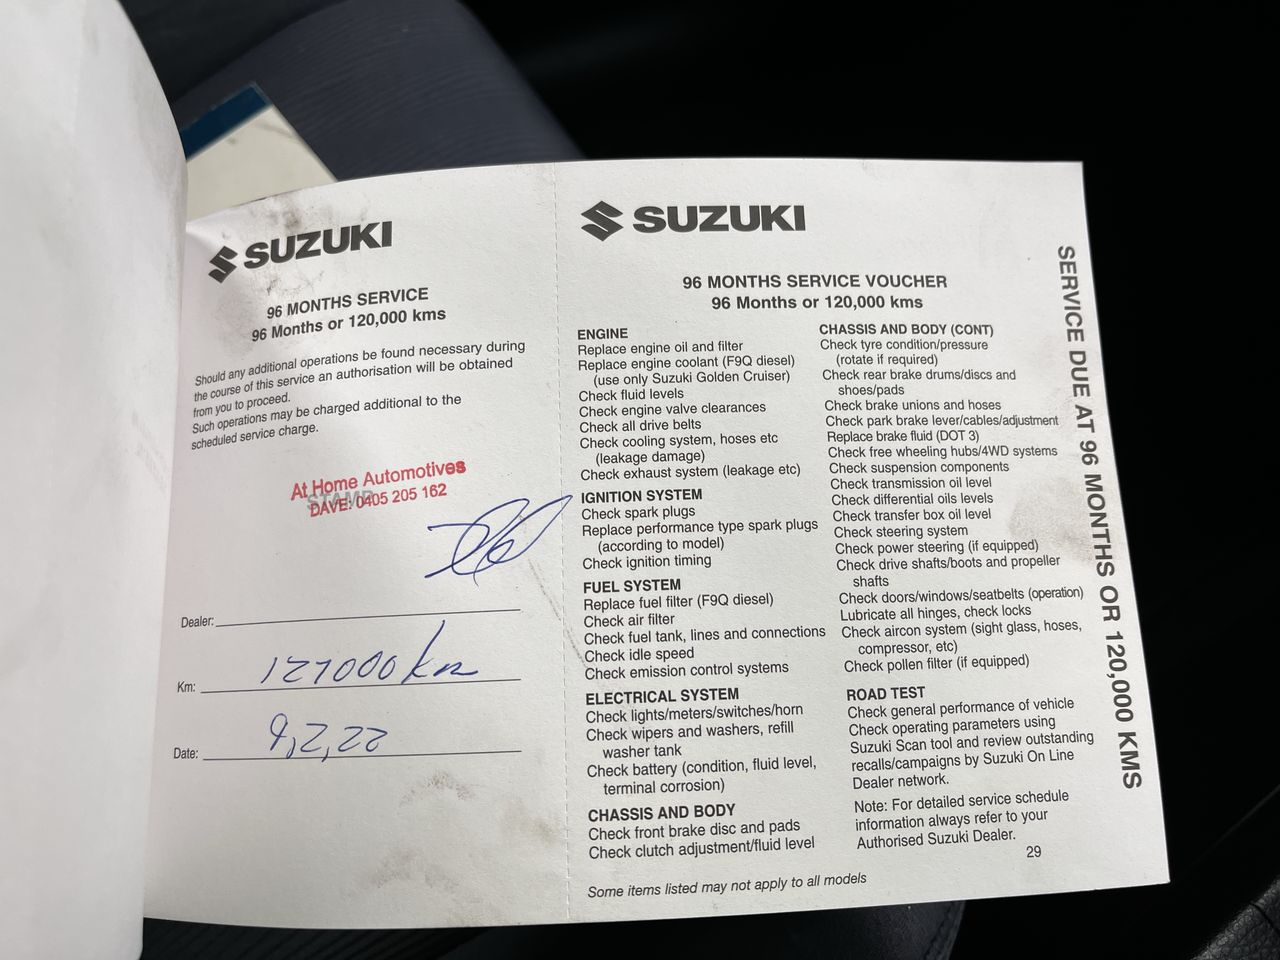 SUZUKI
96 MONTHS SERVICE
96 Months or 120,000 kms
Should any additional operations be found necessary during
the course of this service an authorisation will be obtained
from you to proceed.
Such operations may be charged additional to the
scheduled service charge.
At Home Automotives
STAMP
DAVE: 0405 205 162
Dealer:
Km: 127000 km
Date: 9,2,22
SUZUKI
96 MONTHS SERVICE VOUCHER
96 Months or 120,000 kms
ENGINE
Replace engine oil and filter
Replace engine coolant (F9Q diesel)
(use only Suzuki Golden Cruiser)
Check fluid levels
Check engine valve clearances
Check all drive belts
Check cooling system, hoses etc
(leakage damage)
Check exhaust system (leakage etc)
IGNITION SYSTEM
Check spark plugs
Replace performance type spark plugs
(according to model)
Check ignition timing
FUEL SYSTEM
Replace fuel filter (F9Q diesel)
Check air filter
Check fuel tank, lines and connections
Check idle speed
Check emission control systems
ELECTRICAL SYSTEM
Check lights/meters/switches/horn
Check wipers and washers, refill
washer tank
Check battery (condition, fluid level,
terminal corrosion)
CHASSIS AND BODY
Check front brake disc and pads
Check clutch adjustment/fluid level
Some items listed may not apply to all models
CHASSIS AND BODY (CONT)
Check tyre condition/pressure
(rotate if required)
Check rear brake drums/discs and
shoes/pads
Check brake unions and hoses
Check park brake lever/cables/adjustment
Replace brake fluid (DOT 3)
Check free wheeling hubs/4WD systems
Check suspension components
Check transmission oil level
Check differential oils levels
Check transfer box oil level
Check steering system
Check power steering (if equipped)
Check drive shafts/boots and propeller
shafts
Check doors/windows/seatbelts (operation)
Lubricate all hinges, check locks
Check aircon system (sight glass, hoses,
compressor, etc)
Check pollen filter (if equipped)
ROAD TEST
Check general performance of vehicle
Check operating parameters using
Suzuki Scan tool and review outstanding
recalls/campaigns by Suzuki On Line
Dealer network.
Note: For detailed service schedule
information always refer to your
Authorised Suzuki Dealer.
29
SERVICE DUE AT 96 MONTHS OR 120,000 KMS